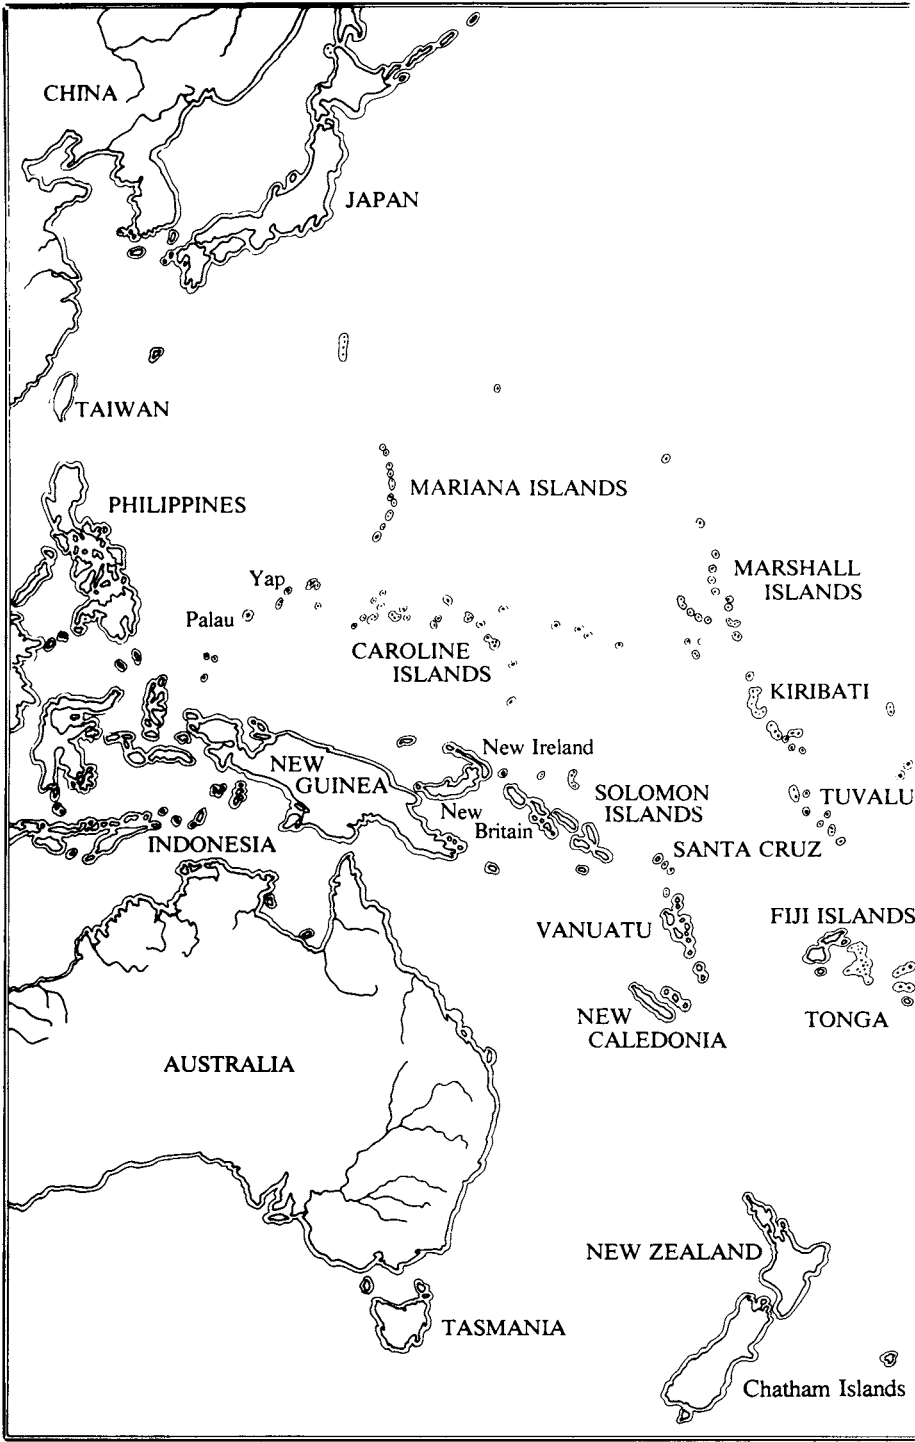 CHINA
JAPAN
TAIWAN
MARIANA ISLANDS
PHILIPPINES
MARSHALL
ISLANDS
Yap
Palau
CAROLINE
ISLANDS
KIRIBATI
New Ireland
NEW
GUINEA
SOLOMON
ISLANDS
TUVALU
New
Britain
INDONESIA
SANTA CRUZ
FIJI ISLANDS
VANUATU
NEW
CALEDONIA
TONGA
AUSTRALIA
NEW ZEALAND
TASMANIA
Chatham Islands